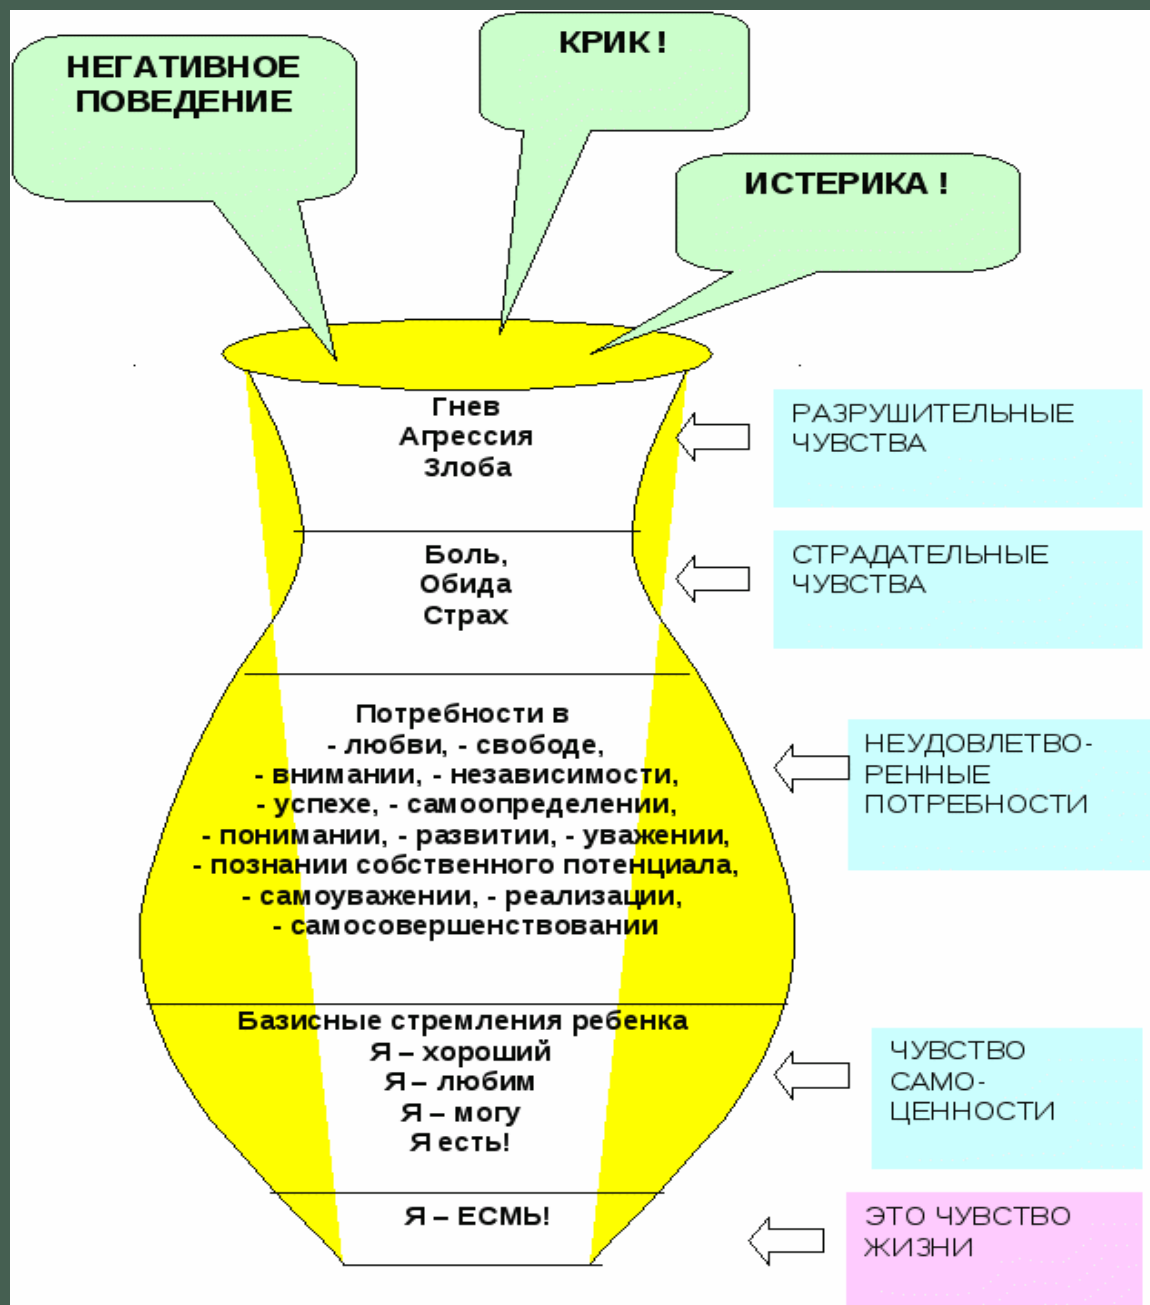 НЕГАТИВНОЕ
ПОВЕДЕНИЕ
КРИК !
ИСТЕРИКА !
Гнев
Агрессия
Злоба
РАЗРУШИТЕЛЬНЫЕ
ЧУВСТВА
Боль,
Обида
Страх
СТРАДАТЕЛЬНЫЕ
ЧУВСТВА
Потребности в
- любви, - свободе,
- внимании, - независимости,
- успехе, - самоопределении,
- понимании, - развитии, - уважении,
- познании собственного потенциала,
- самоуважении, - реализации,
- самосовершенствовании
НЕУДОВЛЕТВО-
РЕННЫЕ
ПОТРЕБНОСТИ
Базисные стремления ребенка
Я – хороший
Я – любим
Я – могу
Я есть!
ЧУВСТВО
САМО-
ЦЕННОСТИ
Я – ЕСМЬ!
ЭТО ЧУВСТВО
ЖИЗНИ